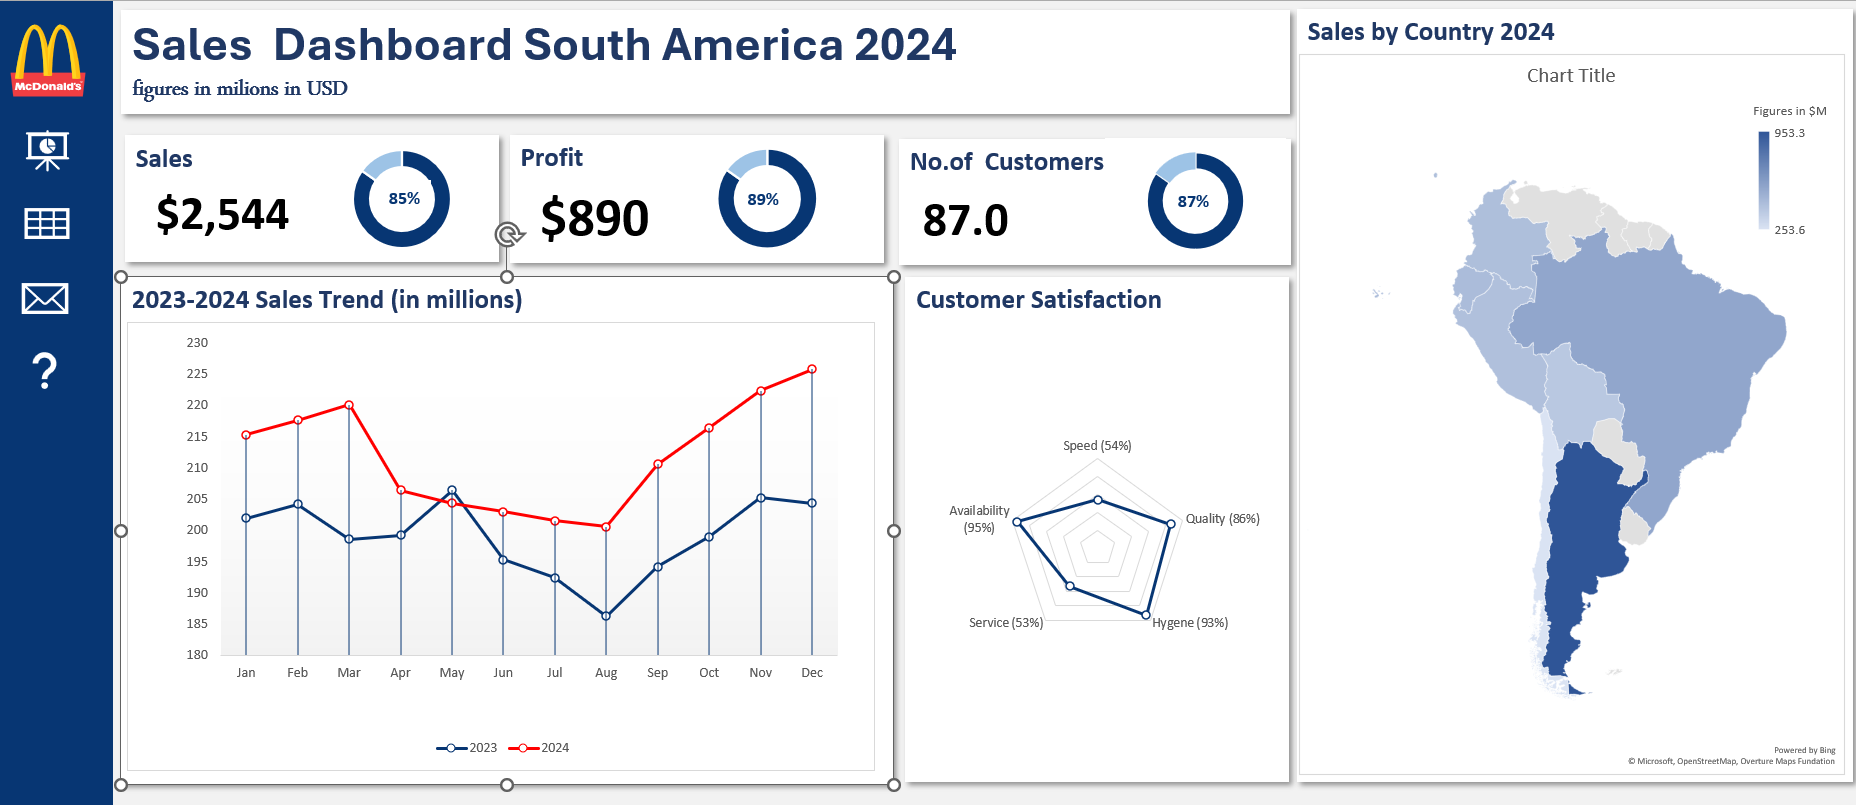 McDonald's
Sales  Dashboard South America 2024
figures in milions in USD
Sales
$2,544
85%
Profit
$890
89%
No.of  Customers
87.0
87%
2023-2024 Sales Trend (in millions)
230
225
220
215
210
205
200
195
190
185
180
Jan Feb Mar Apr May Jun Jul Aug Sep Oct Nov Dec
2023 2024
Customer Satisfaction
Speed (54%)
Availability
(95%)
Quality (86%)
Service (53%)
Hygene (93%)
Sales by Country 2024
Chart Title
Figures in $M
953.3
253.6
Powered by Bing
© Microsoft, OpenStreetMap, Overture Maps Fundation